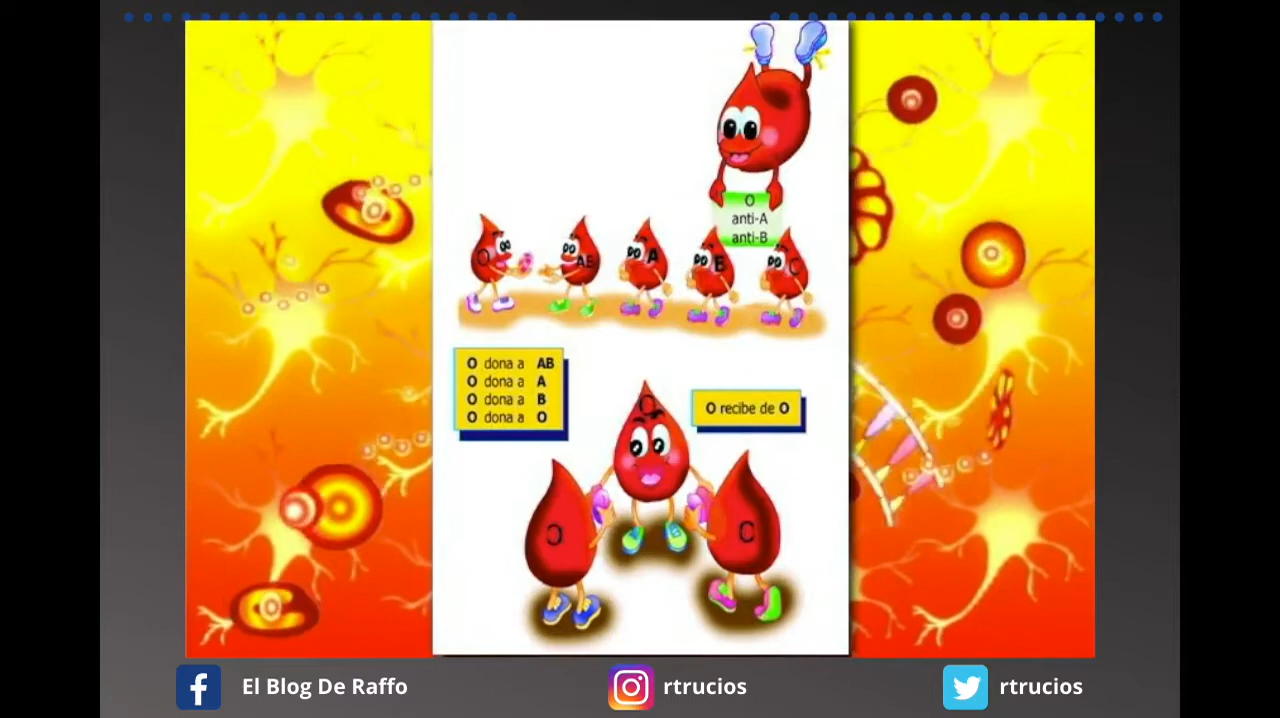 O
anti-A
anti-B
O
AB
A
B
O dona a AB
O dona a A
O dona a B
O dona a O
O recibe de O
O
O
El Blog De Raffo
rtrucios
rtrucios